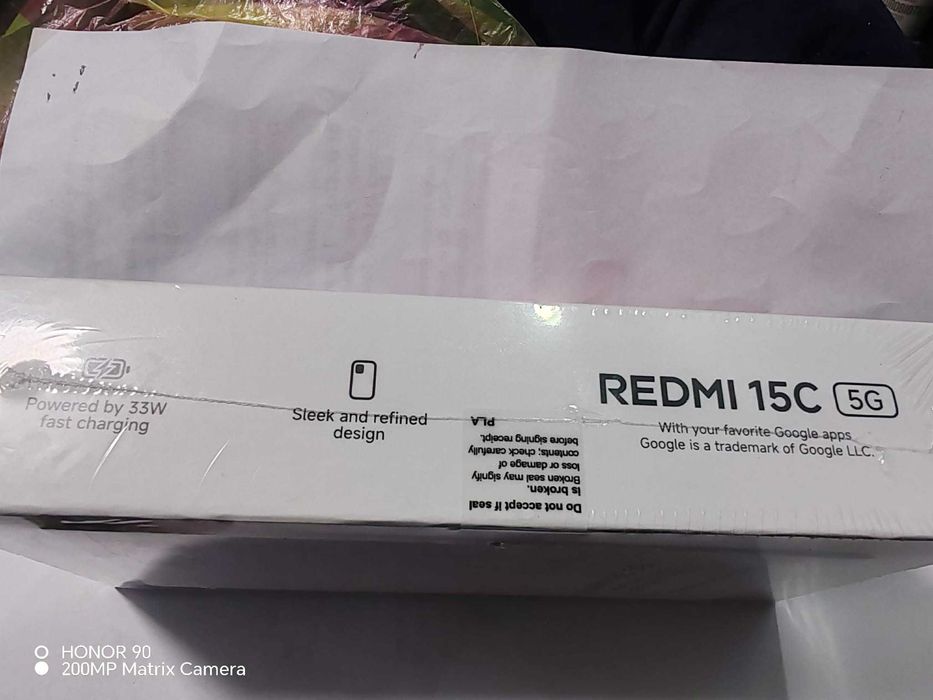 Powered by 33W
fast charging
Sleek and refined
design
Do not accept if seal
is broken.
Broken seal may signify
loss or damage of
contents; check carefully
before signing receipt.
PLA
REDMI 15C 5G
With your favorite Google apps
Google is a trademark of Google LLC.
HONOR 90
200MP Matrix Camera